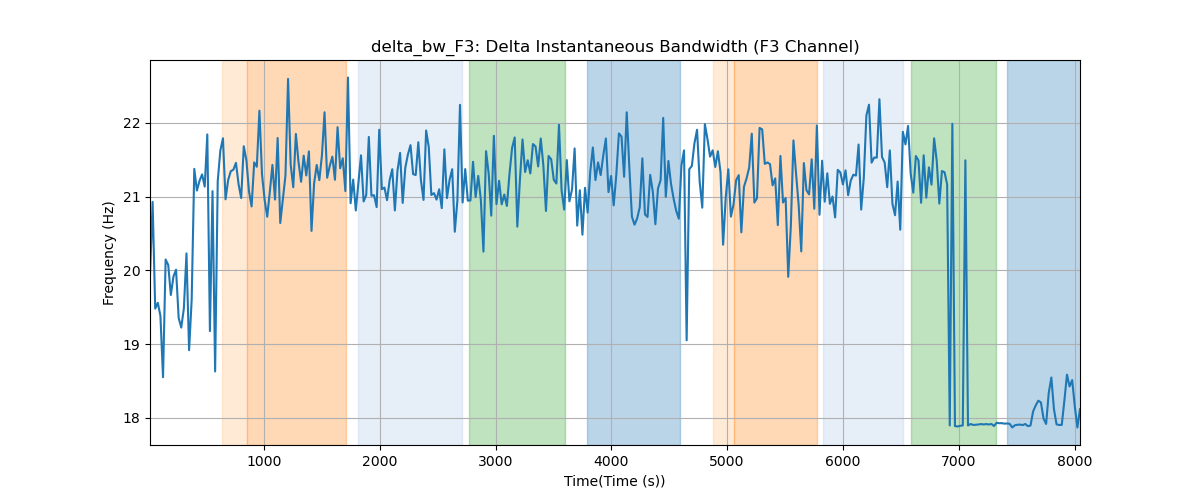 delta_bw_F3: Delta Instantaneous Bandwidth (F3 Channel)
Frequency (Hz)
22
21
20
19
18
1000 2000 3000 4000 5000 6000 7000 8000
Time(Time (s))